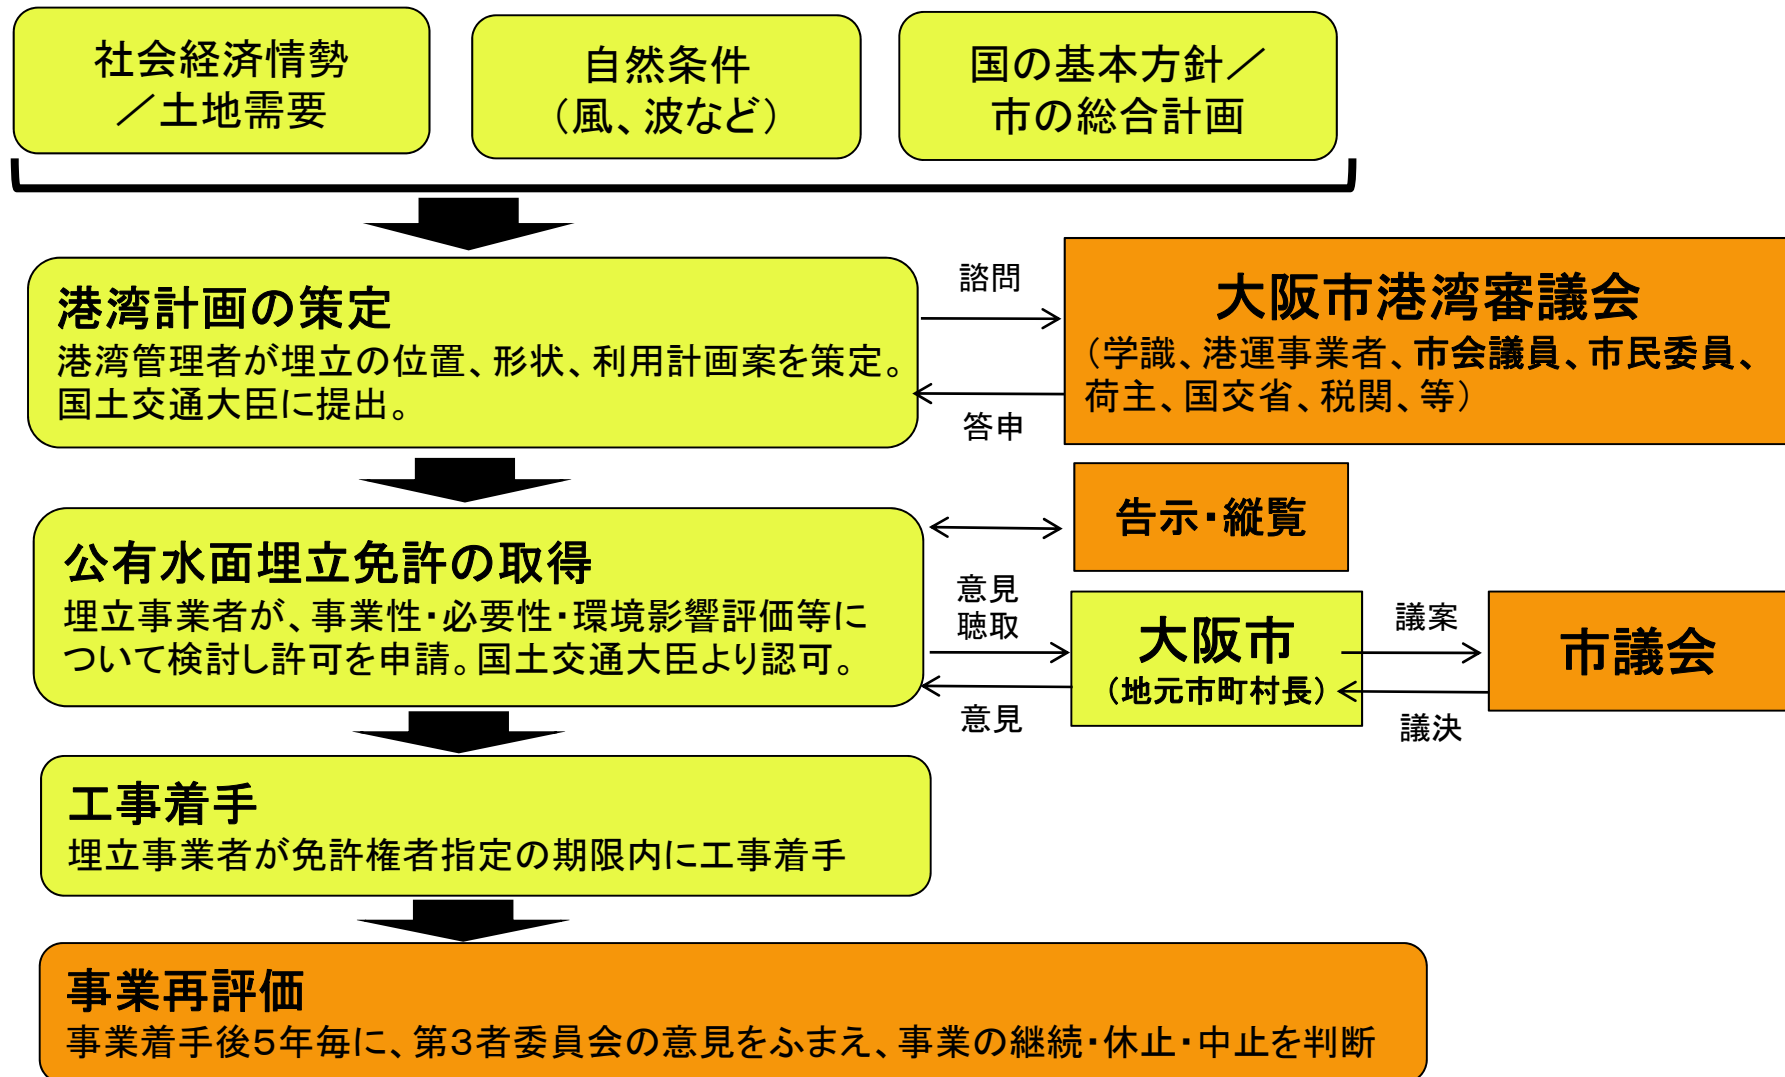 社会経済情勢
／土地需要
自然条件
（風、波など）
国の基本方針／
市の総合計画
港湾計画の策定
港湾管理者が埋立の位置、形状、利用計画案を策定。
国土交通大臣に提出。
諮問
答申
大阪市港湾審議会
（学識、港運事業者、市会議員、市民委員、
荷主、国交省、税関、等）
公有水面埋立免許の取得
埋立事業者が、事業性・必要性・環境影響評価等に
ついて検討し許可を申請。国土交通大臣より認可。
告示・縦覧
意見
聴取
意見
大阪市
（地元市町村長）
議案
議決
市議会
工事着手
埋立事業者が免許権者指定の期限内に工事着手
事業再評価
事業着手後５年毎に、第３者委員会の意見をふまえ、事業の継続・休止・中止を判断